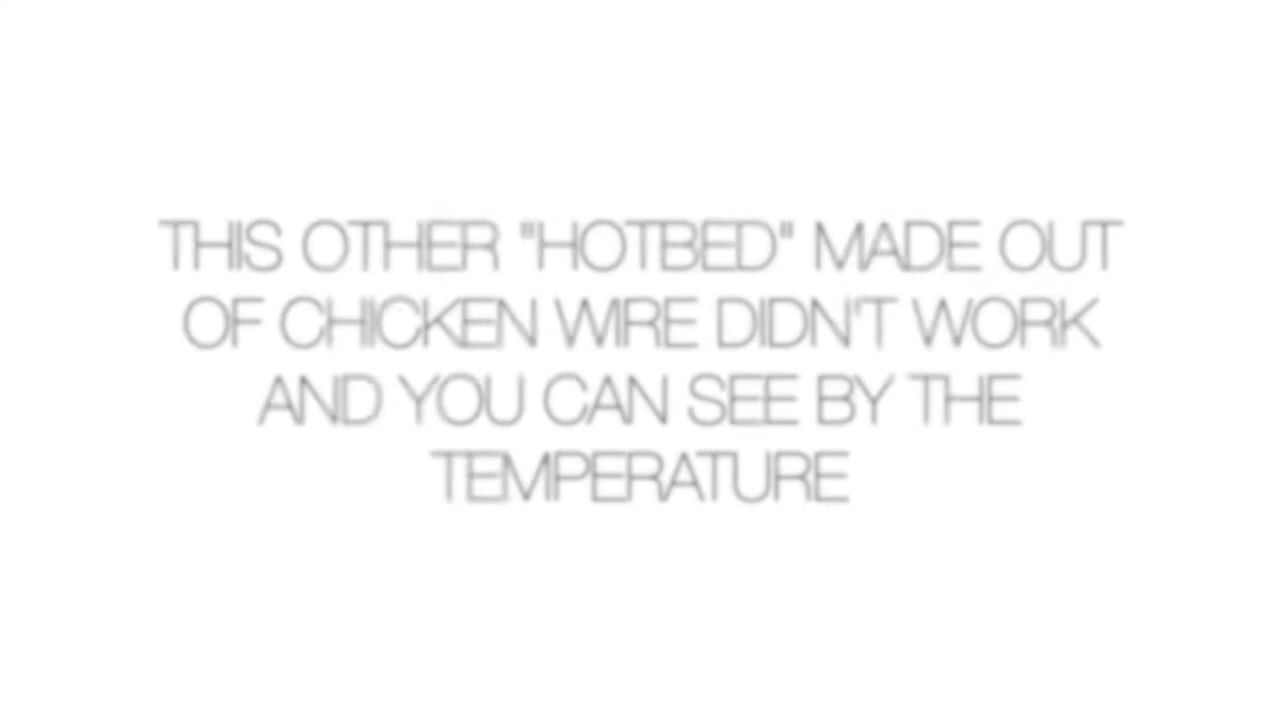 THIS OTHER "HOTBED" MADE OUT
OF CHICKEN WIRE DIDN'T WORK
AND YOU CAN SEE BY THE
TEMPERATURE